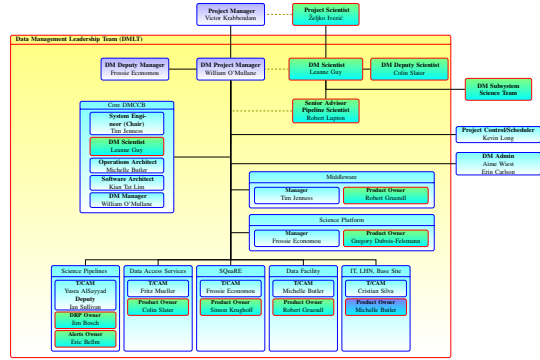 Project Manager
Victor Krabbendam
Project Scientist
Željko Ivezić
Data Management Leadership Team (DMLT)
DM Deputy Manager
Frossie Economou
DM Project Manager
William O'Mullane
DM Scientist
Leanne Guy
DM Deputy Scientist
Colin Slater
DM Subsystem
Science Team
Senior Advisor
Pipeline Scientist
Robert Lupton
Core DMCCB
System Engi-
neer (Chair)
Tim Jenness
DM Scientist
Leanne Guy
Operations Architect
Michelle Butler
Software Architect
Kian Tat Lim
DM Manager
William O'Mullane
Project Control/Scheduler
Kevin Long
DM Admin
Aime Wiest
Erin Carlson
Middleware
Manager
Tim Jenness
Product Owner
Robert Gruendl
Science Platform
Manager
Frossie Economou
Product Owner
Gregory Dubois-Felsmann
Science Pipelines
T/CAM
Yusra AlSayyad
Deputy
Ian Sullivan
DRP Owner
Jim Bosch
Alerts Owner
Eric Bellm
Data Access Services
T/CAM
Fritz Mueller
Product Owner
Colin Slater
SQuaRE
T/CAM
Frossie Economou
Product Owner
Simon Krughoff
Data Facility
T/CAM
Michelle Butler
Product Owner
Robert Gruendl
IT, LHN, Base Site
T/CAM
Cristian Silva
Product Owner
Michelle Butler